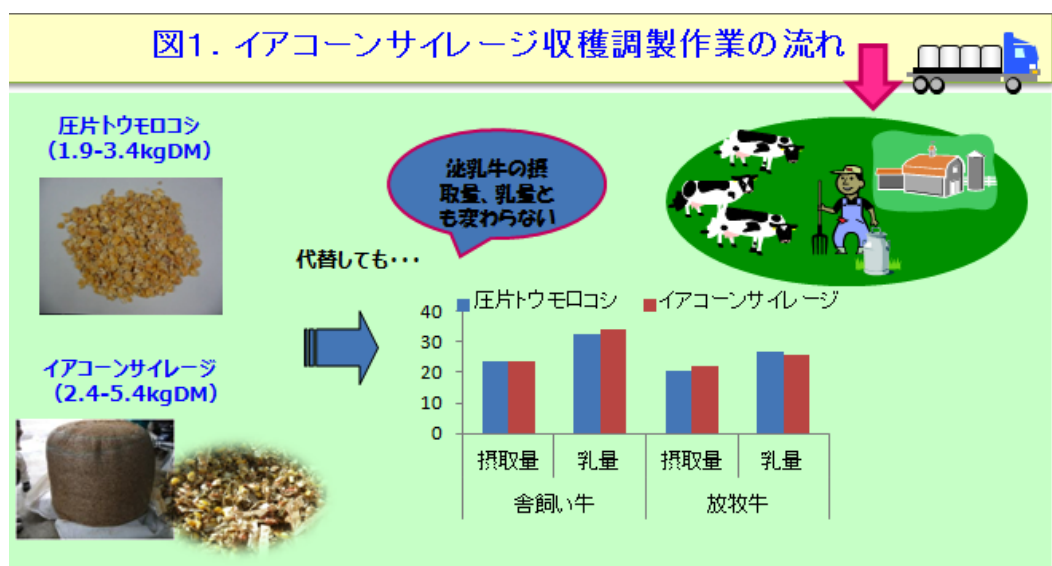 図1．イアコーンサイレージ収穫調製作業の流れ
圧片トウモロコシ
（1.9-3.4kgDM）
泌乳牛の摂
取量、乳量と
も変わらない
代替しても・・・
イアコーンサイレージ
（2.4-5.4kgDM）
圧片トウモロコシ イアコーンサイレージ
40
30
20
10
0
摂取量 乳量 摂取量 乳量
舎飼い牛 放牧牛